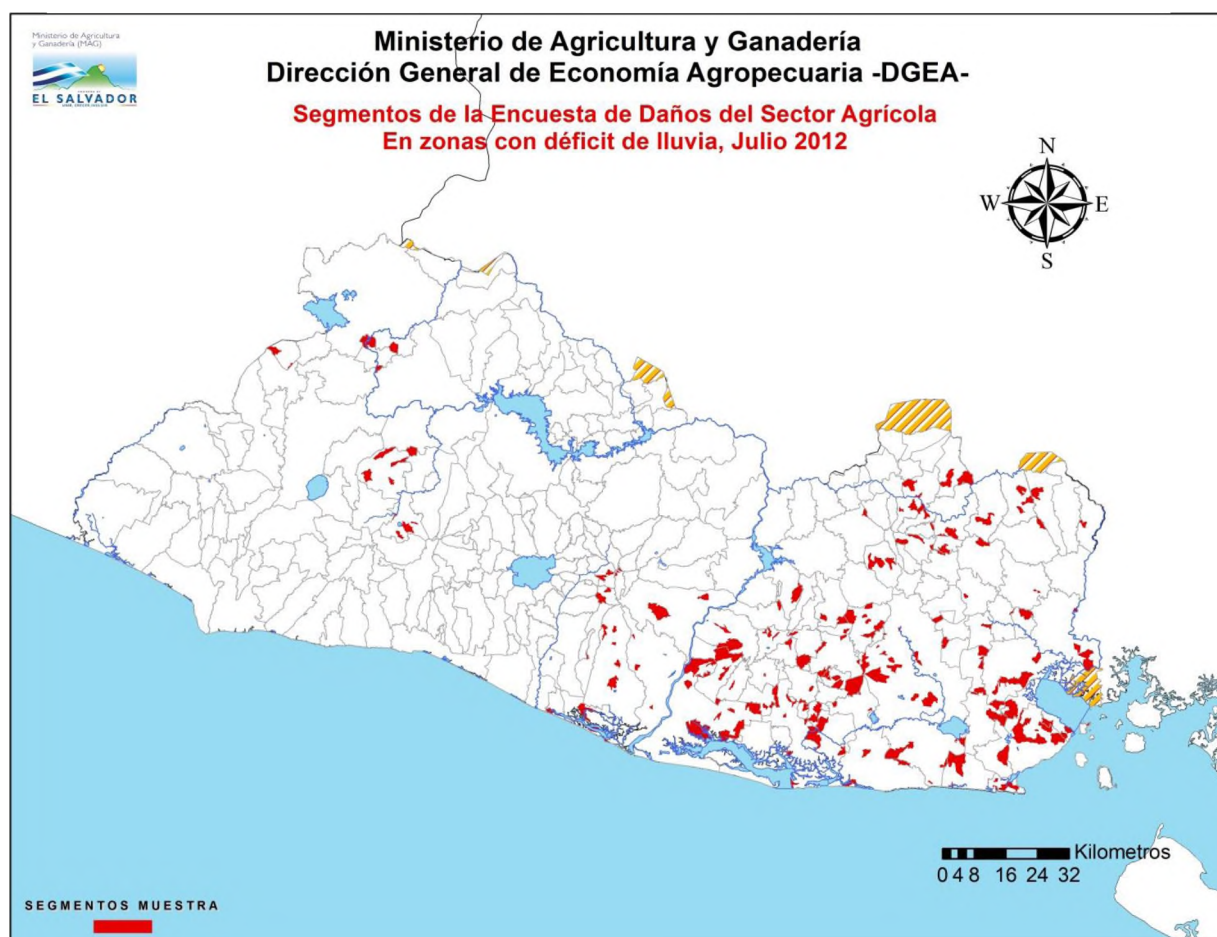 Ministerio de Agricultura
y Ganadería (MAG)
EL SALVADOR
Ministerio de Agricultura y Ganadería
Dirección General de Economía Agropecuaria -DGEA-
Segmentos de la Encuesta de Daños del Sector Agrícola
En zonas con déficit de lluvia, Julio 2012
N
W
E
S
Kilometros
0 4 8 16 24 32
SEGMENTOS MUESTRA